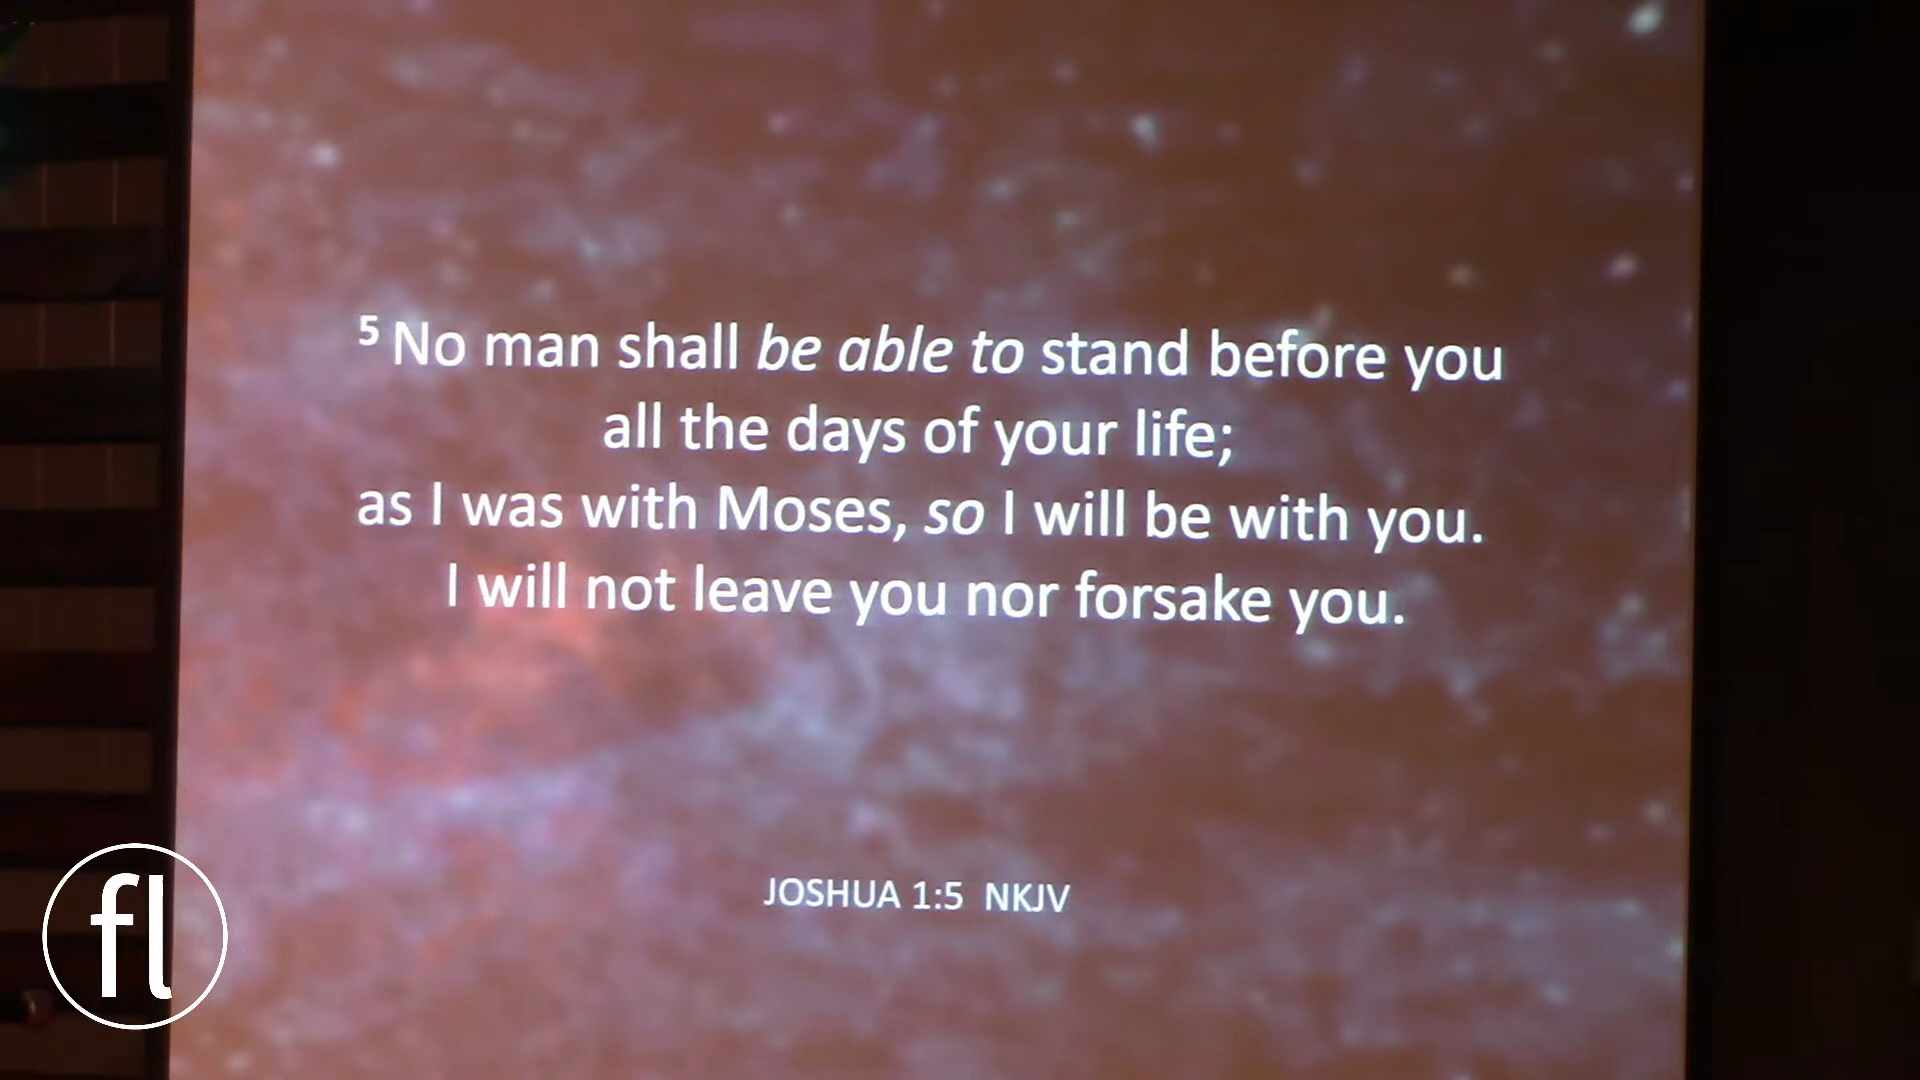 5 No man shall be able to stand before you
all the days of your life;
as I was with Moses, so I will be with you.
I will not leave you nor forsake you.
JOSHUA 1:5 NKJV
fl